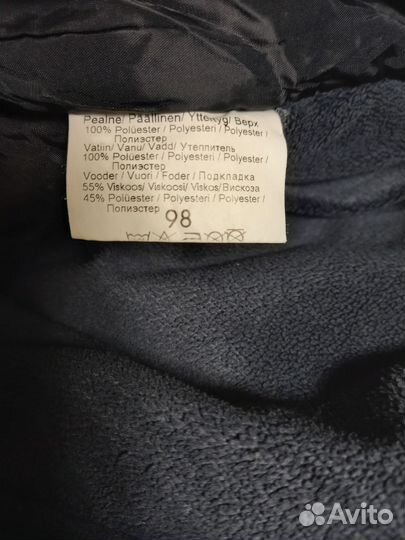 Pealne/ Päällinen/ Yttertyg/ Верх
100% Polüester / Polyesteri / Polyester /
Полиэстер
Vatiin/ Vanu/ Vadd/ Утеплитель
100% Polüester / Polyesteri / Polyester /
Полиэстер
Vooder / Vuori / Foder / Подкладка
55% Viskoos/ Viskoosi/ Viskos/ Вискоза
45% Polüester / Polyesteri / Polyester /
Полиэстер
98
Avito